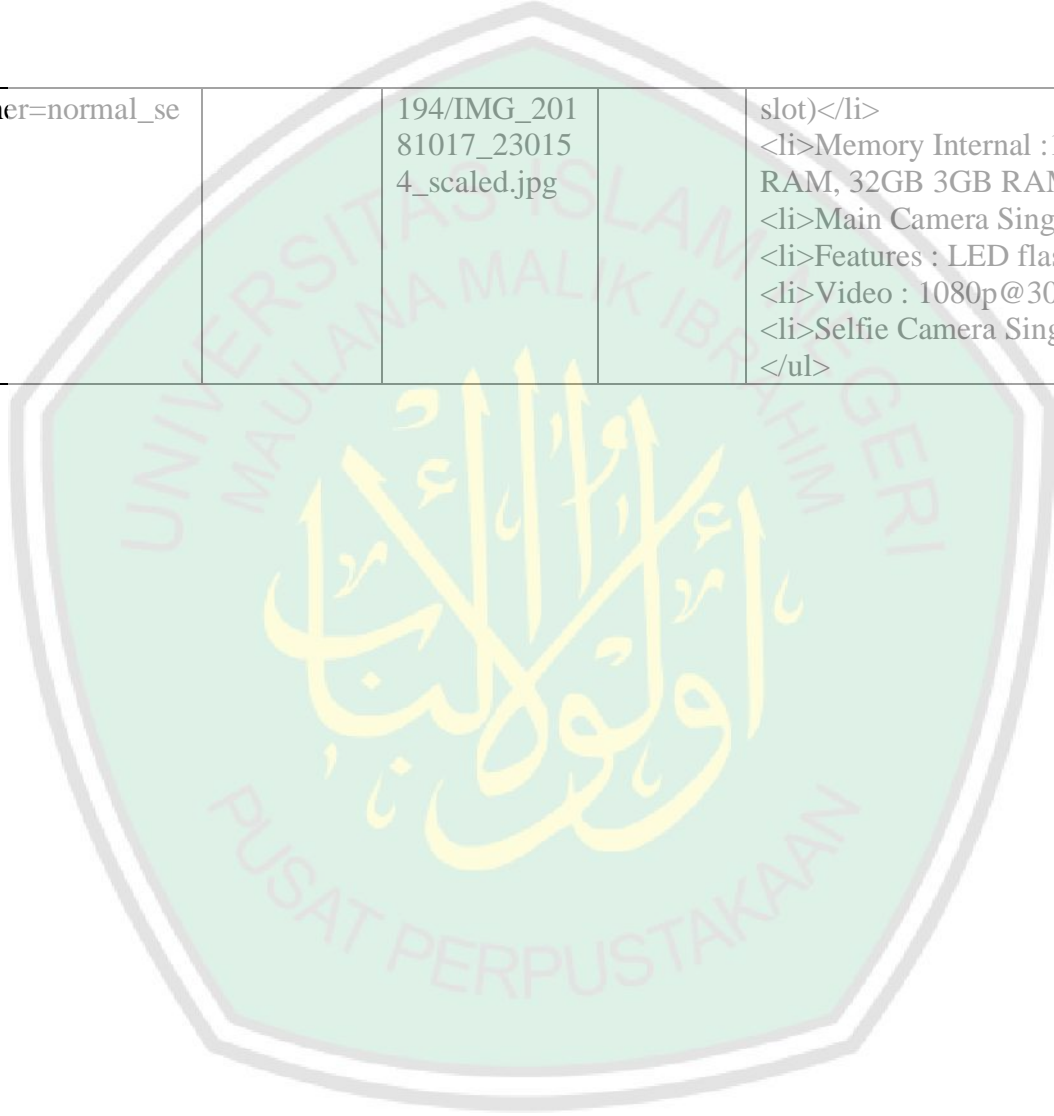 er=normal_se
194/IMG_201
81017_23015
4_scaled.jpg
slot)</li>
<li>Memory Internal :
RAM, 32GB 3GB RAM
<li>Main Camera Sing
<li>Features : LED flas
<li>Video : 1080p@30
<li>Selfie Camera Sing
</ul>
UNIVERSITAS ISLAM NEGERI
MAULANA MALIK IBRAHIM
أولوا الألباب
PUSAT PERPUSTAKAAN